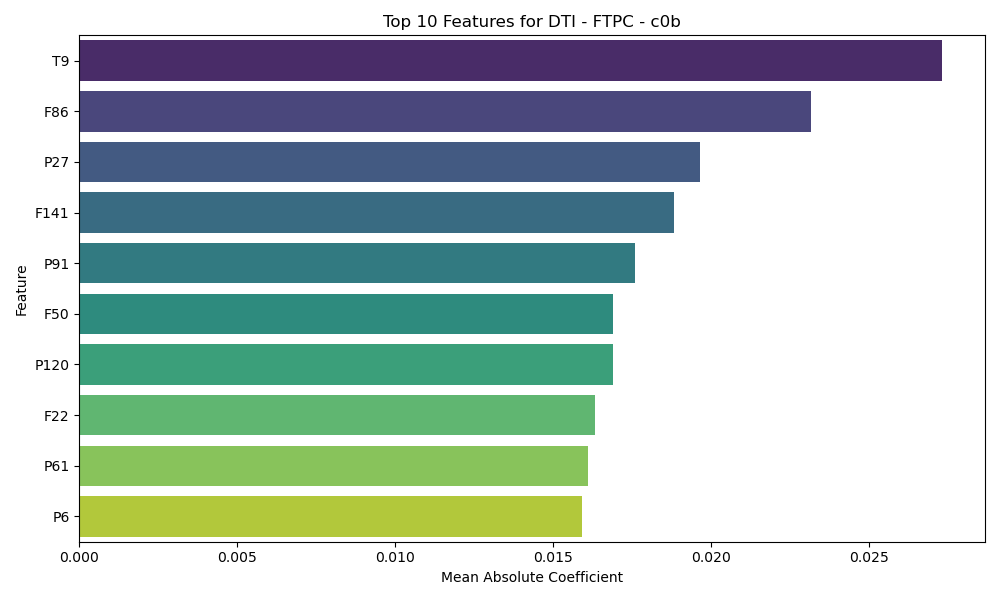 Top 10 Features for DTI - FTPC - c0b
T9
F86
P27
F141
P91
F50
P120
F22
P61
P6
Feature
0.000 0.005 0.010 0.015 0.020 0.025
Mean Absolute Coefficient